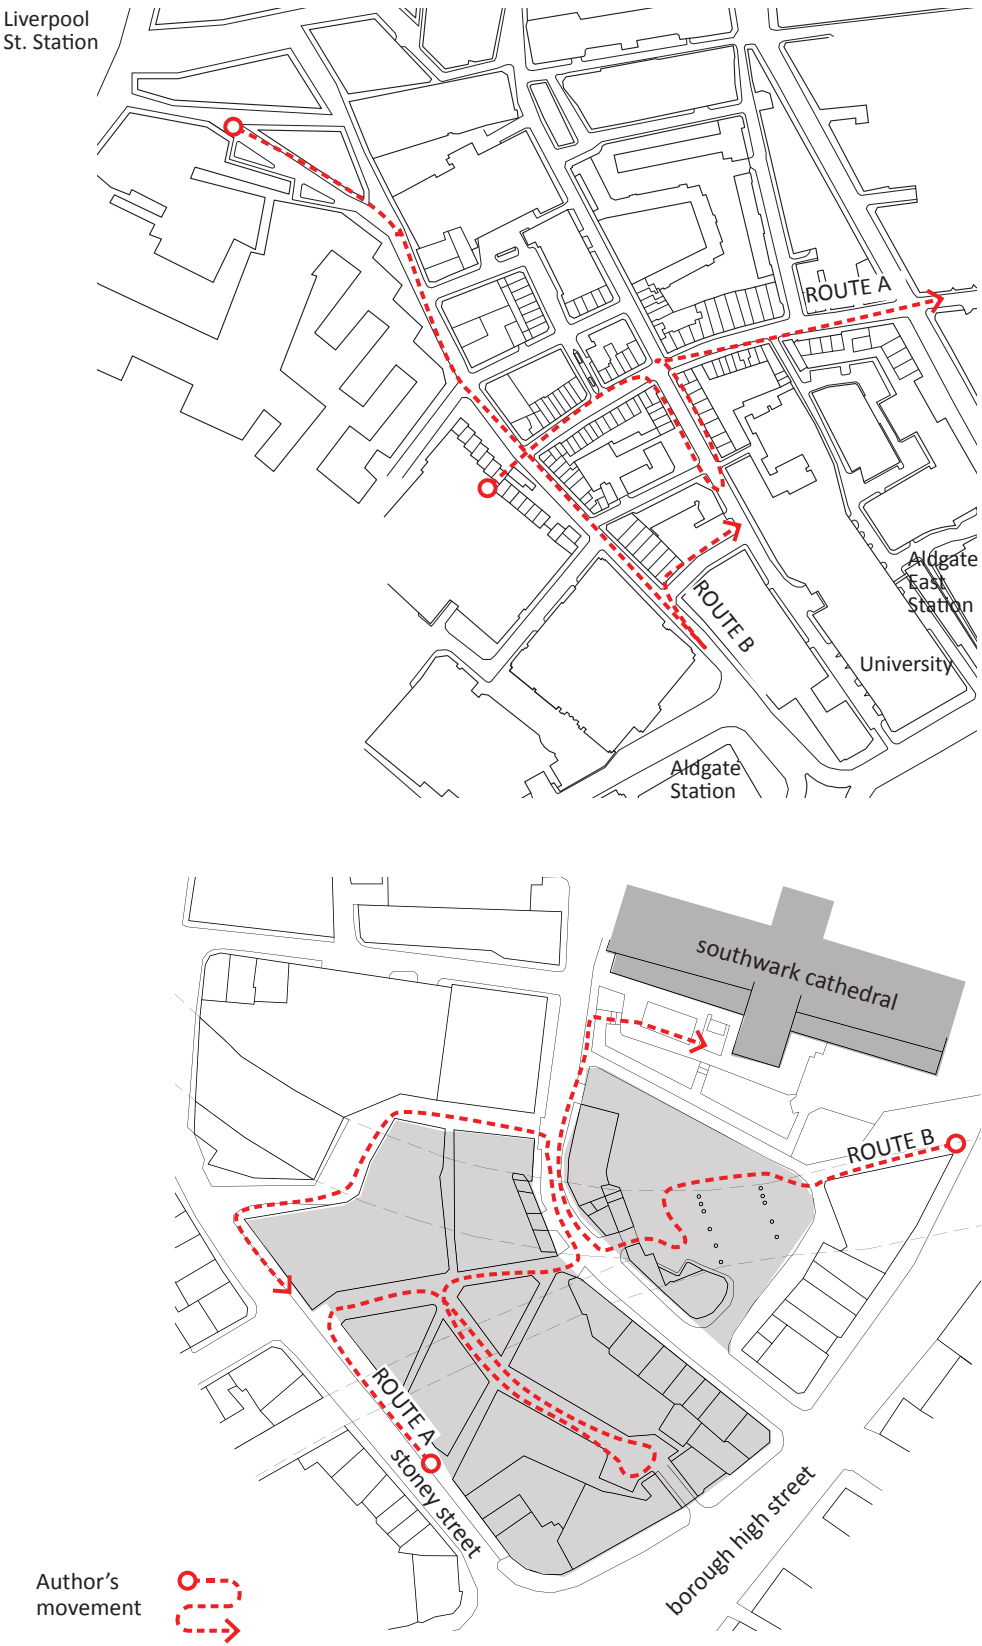 Liverpool
St. Station
ROUTE A
Aldgate
East
Station
ROUTE B
University
Aldgate
Station
southwark cathedral
ROUTE B
ROUTE A
stoney street
borough high street
Author's
movement